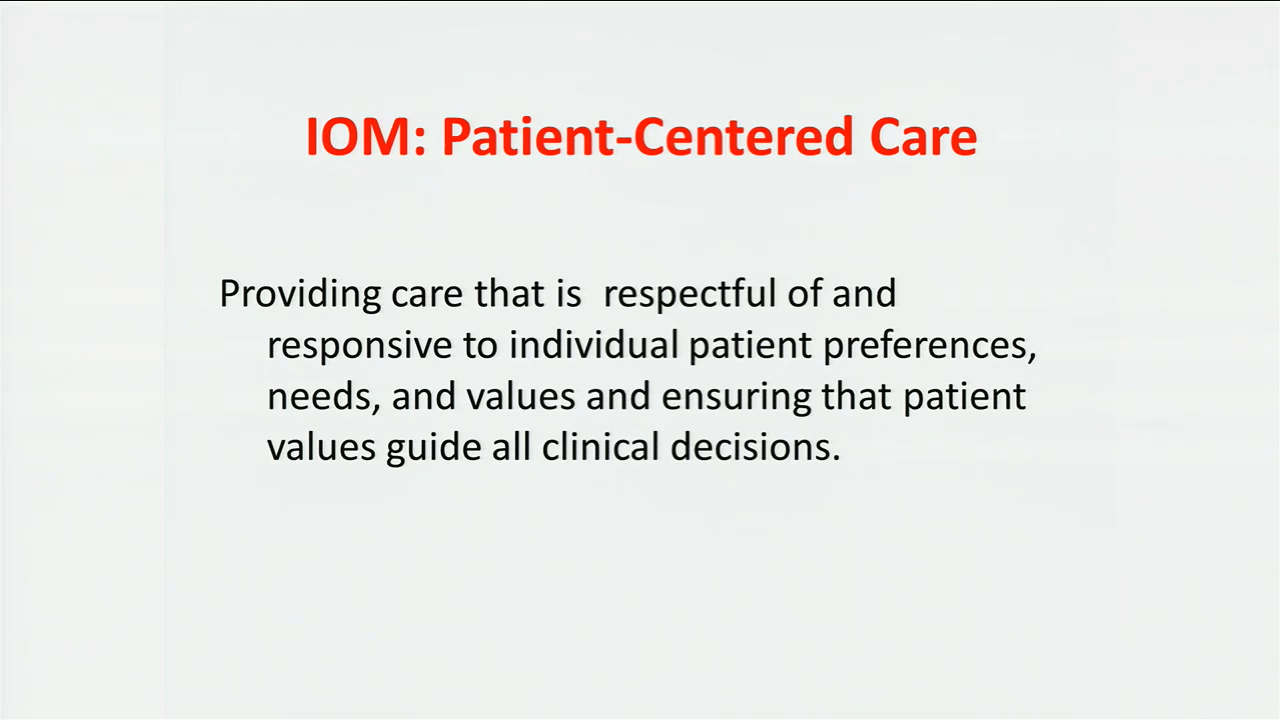 IOM: Patient-Centered Care
Providing care that is  respectful of and
responsive to individual patient preferences,
needs, and values and ensuring that patient
values guide all clinical decisions.